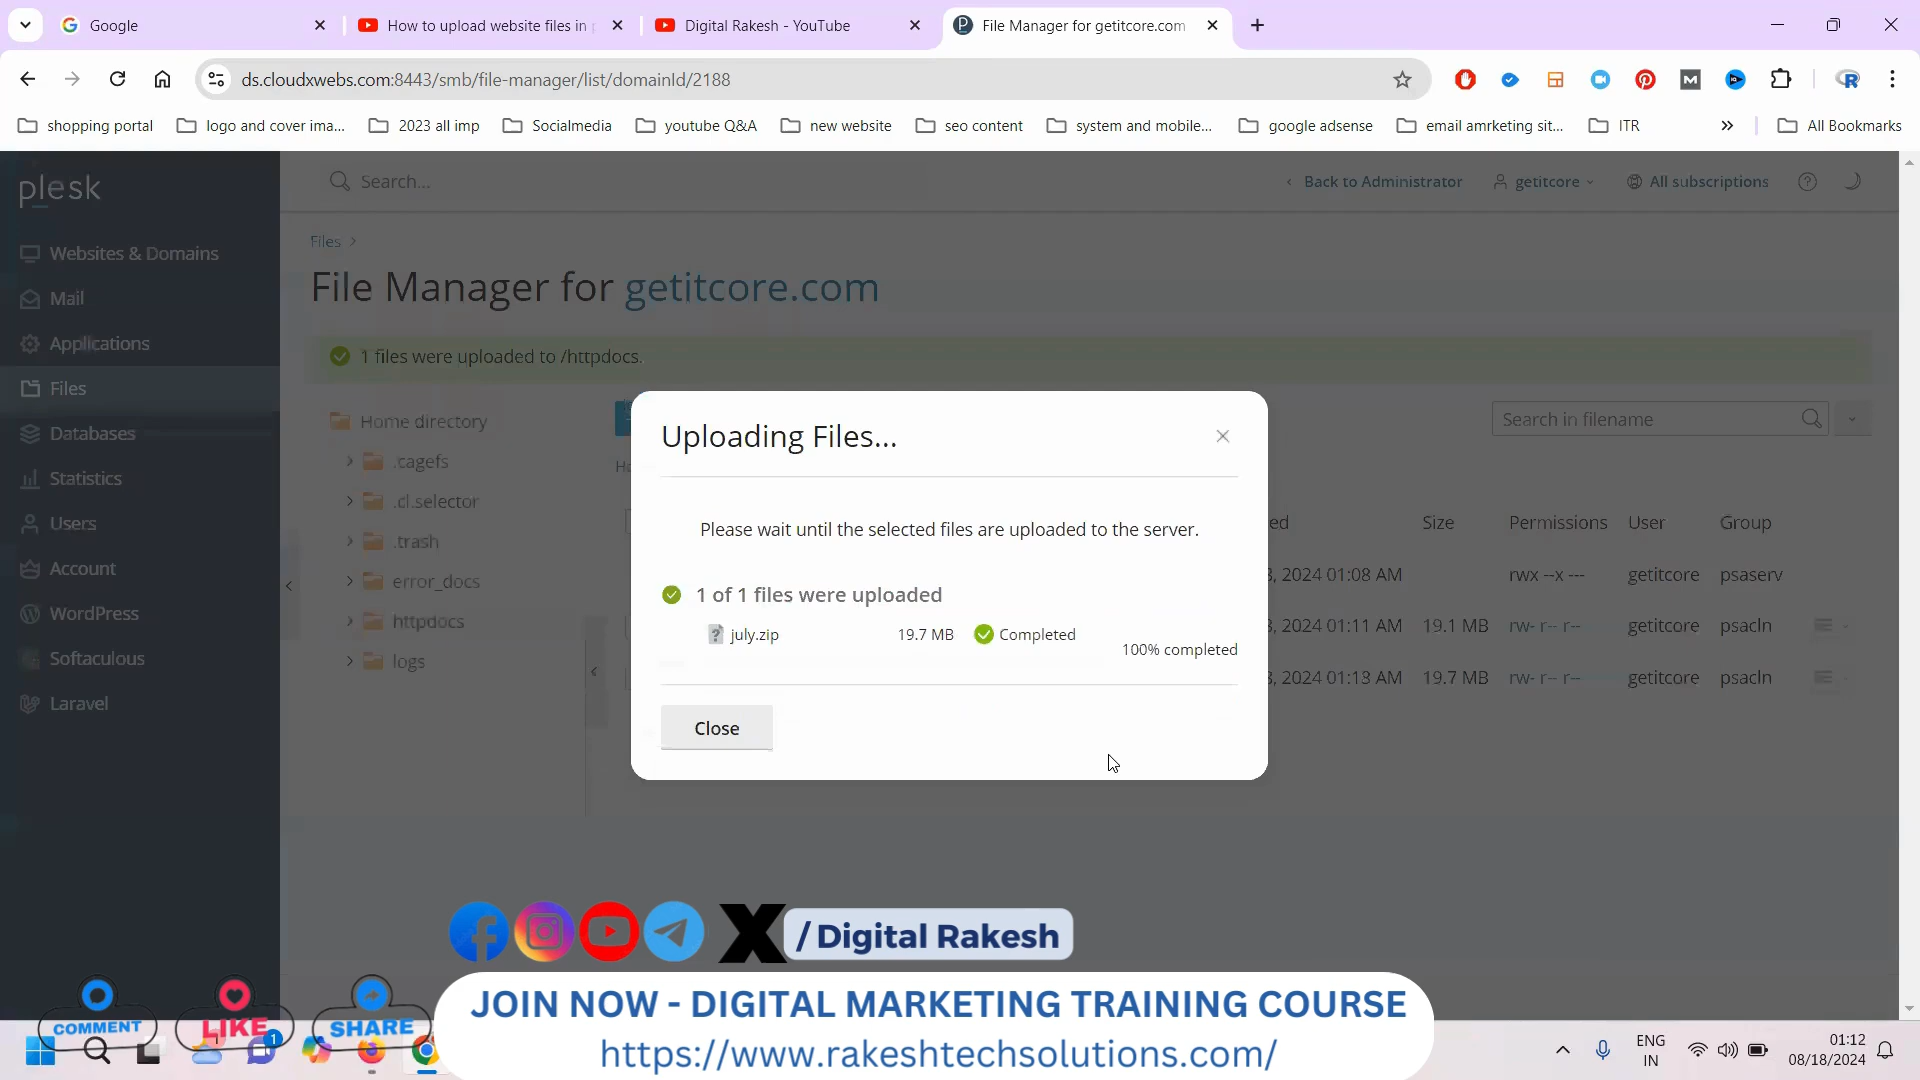 Google
How to upload website files in p
Digital Rakesh - YouTube
File Manager for getitcore.com
ds.cloudxwebs.com:8443/smb/file-manager/list/domainId/2188
shopping portal
logo and cover ima...
2023 all imp
Socialmedia
youtube Q&A
new website
seo content
system and mobile...
google adsense
email amrketing sit...
ITR
All Bookmarks
plesk
Search...
Back to Administrator
getitcore
All subscriptions
Websites & Domains
Mail
Applications
Files
Databases
Statistics
Users
Account
WordPress
Softaculous
Laravel
Files
File Manager for getitcore.com
1 files were uploaded to /httpdocs.
Home directory
.cagefs
.cl.selector
.trash
error_docs
httpdocs
logs
Search in filename
Uploading Files...
Please wait until the selected files are uploaded to the server.
1 of 1 files were uploaded
july.zip 19.7 MB Completed
100% completed
Close
ed Size Permissions User Group
, 2024 01:08 AM rwx --x --- getitcore psaserv
, 2024 01:11 AM 19.1 MB rw- r-- r-- getitcore psacln
, 2024 01:13 AM 19.7 MB rw- r-- r-- getitcore psacln
/Digital Rakesh
COMMENT
LIKE
SHARE
JOIN NOW - DIGITAL MARKETING TRAINING COURSE
https://www.rakeshtechsolutions.com/
ENG
IN
01:12
08/18/2024